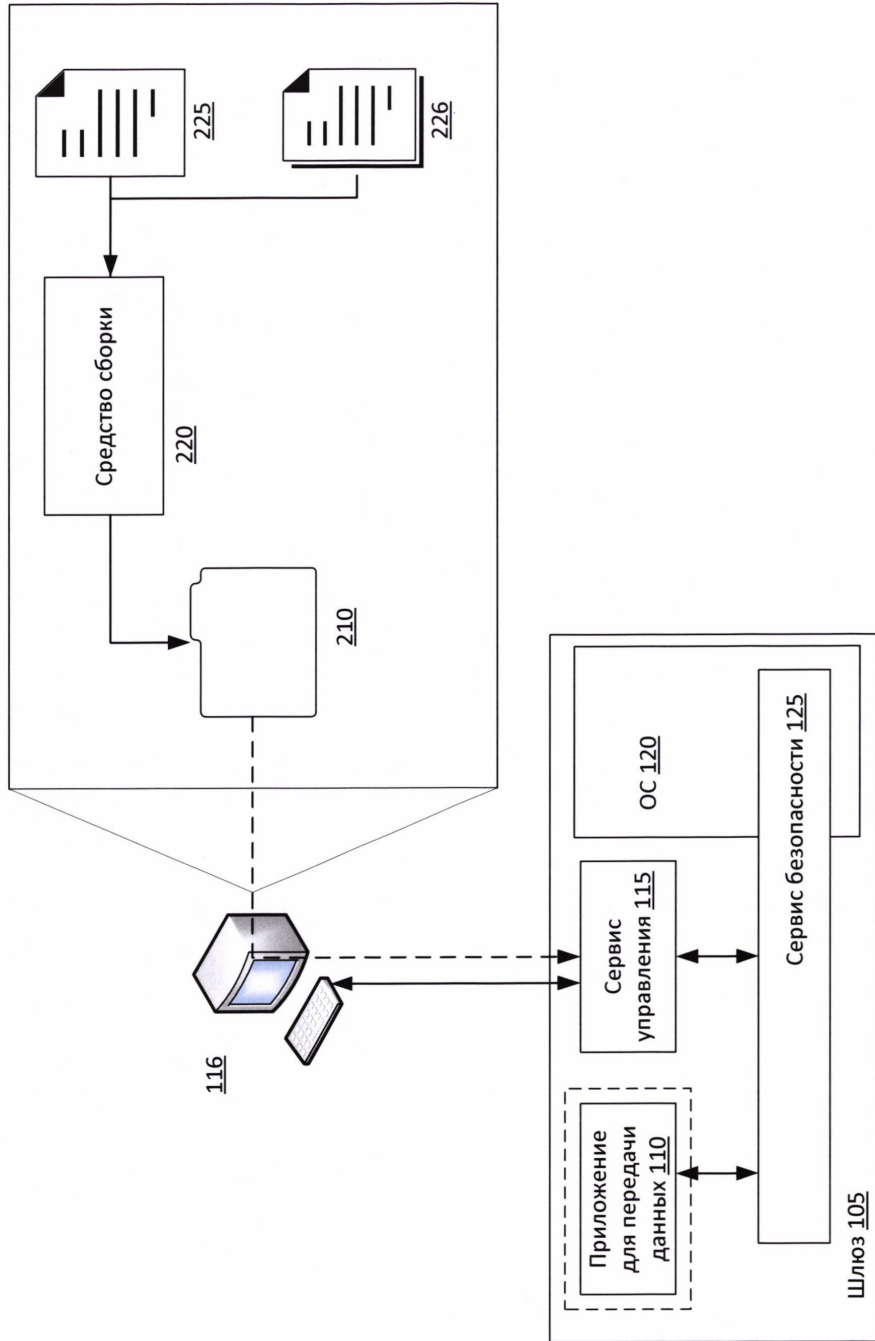 225
226
Средство сборки
220
210
116
Приложение
для передачи
данных 110
Сервис
управления 115
ОС 120
Сервис безопасности 125
Шлюз 105